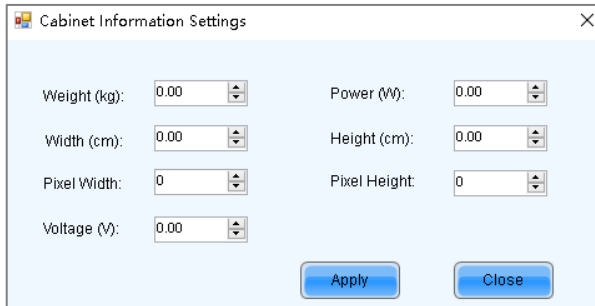 Cabinet Information Settings
Weight (kg): 0.00 Power (W): 0.00
Width (cm): 0.00 Height (cm): 0.00
Pixel Width: 0 Pixel Height: 0
Voltage (V): 0.00
Apply Close